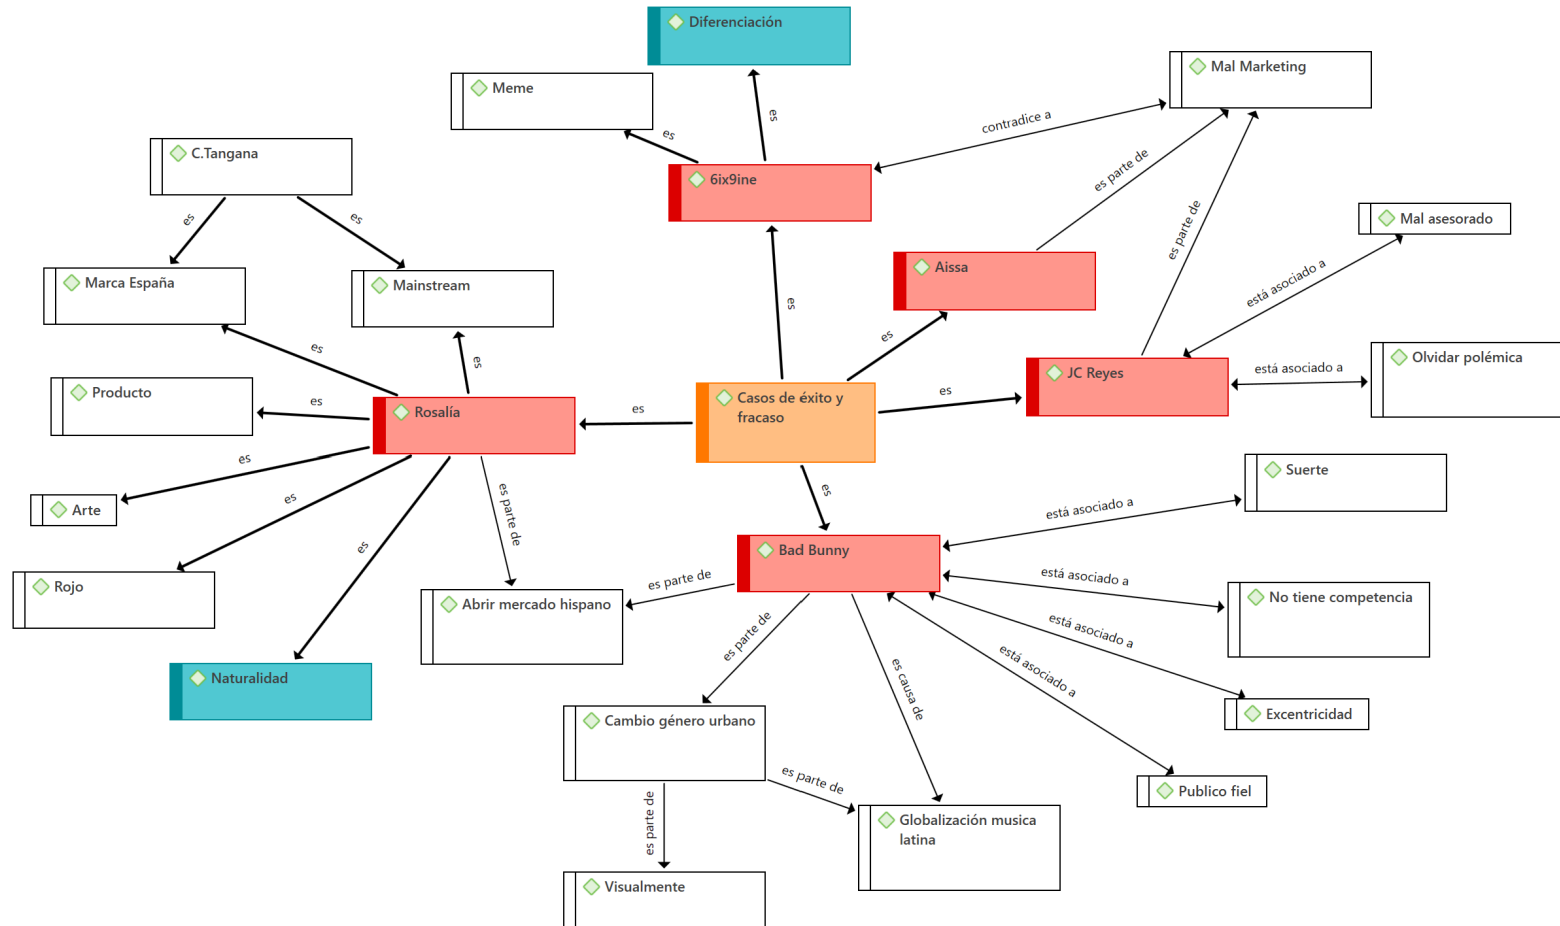 Diferenciación
Meme
Mal Marketing
es
es
contradice a
C.Tangana
6ix9ine
es parte de
Mal asesorado
es
es
es parte de
Aissa
está asociado a
Marca España
Mainstream
es
es
es
es
JC Reyes
Olvidar polémica
está asociado a
Producto
es
Rosalía
es
Casos de éxito y
fracaso
es
es
Arte
es
es parte de
es
Suerte
está asociado a
es
Bad Bunny
Rojo
Abrir mercado hispano
es parte de
está asociado a
No tiene competencia
es parte de
está asociado a
Naturalidad
es causa de
está asociado a
Cambio género urbano
Excentricidad
es parte de
Publico fiel
es parte de
Globalización musica
latina
Visualmente